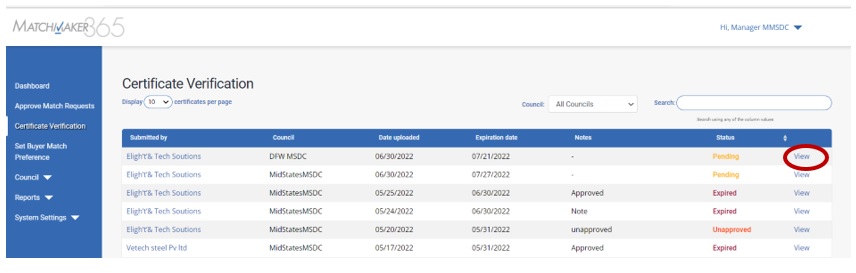 MATCHMAKER365
Hi, Manager MMSDC
Dashboard
Approve Match Requests
Certificate Verification
Set Buyer Match
Preference
Council
Reports
System Settings
Certificate Verification
Display 10 certificates per page
Council: All Councils
Search:
Search using any of the column values
Submitted by Council Date uploaded Expiration date Notes Status
ElighY& Tech Soutions DFW MSDC 06/30/2022 07/21/2022 - Pending View
ElighY& Tech Soutions MidStatesMSDC 06/30/2022 07/27/2022 - Pending View
ElighY& Tech Soutions MidStatesMSDC 05/25/2022 06/30/2022 Approved Expired View
ElighY& Tech Soutions MidStatesMSDC 05/24/2022 06/30/2022 Note Expired View
ElighY& Tech Soutions MidStatesMSDC 05/20/2022 05/31/2022 unapproved Unapproved View
Vetech steel Pv ltd MidStatesMSDC 05/17/2022 05/31/2022 Approved Expired View